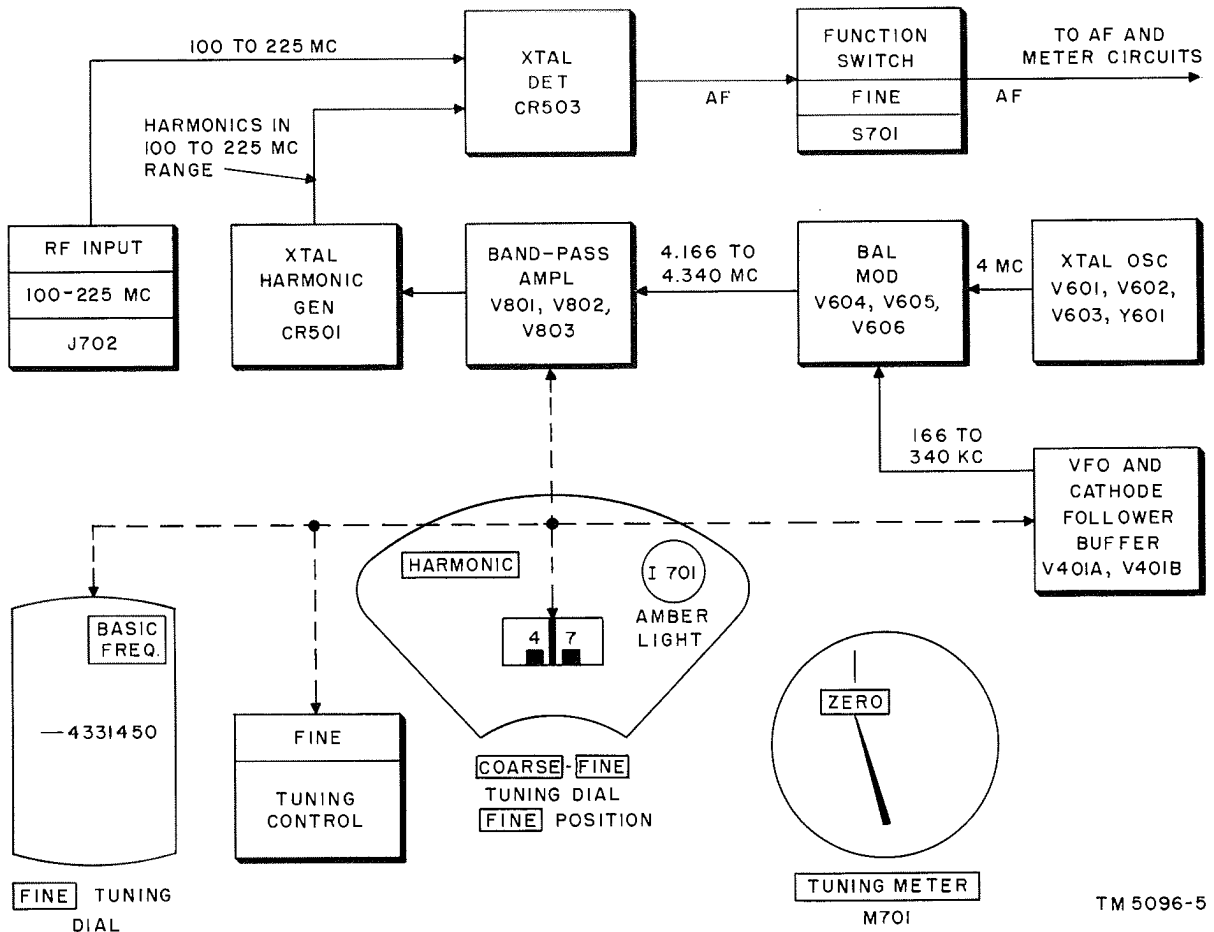 100 TO 225 MC
XTAL
DET
CR503
AF
FUNCTION
SWITCH
FINE
S701
TO AF AND
METER CIRCUITS
AF
HARMONICS IN
100 TO 225 MC
RANGE
RF INPUT
100-225 MC
J702
XTAL
HARMONIC
GEN
CR501
BAND-PASS
AMPL
V801, V802,
V803
4.166 TO
4.340 MC
BAL
MOD
V604, V605,
V606
4 MC
XTAL OSC
V601, V602,
V603, Y601
166 TO
340 KC
VFO AND
CATHODE
FOLLOWER
BUFFER
V401A, V401B
HARMONIC
I 701
AMBER
LIGHT
4 7
BASIC
FREQ.
—4331450
FINE TUNING
DIAL
FINE
TUNING
CONTROL
COARSE-FINE
TUNING DIAL
FINE POSITION
ZERO
TUNING METER
M701
TM 5096-5